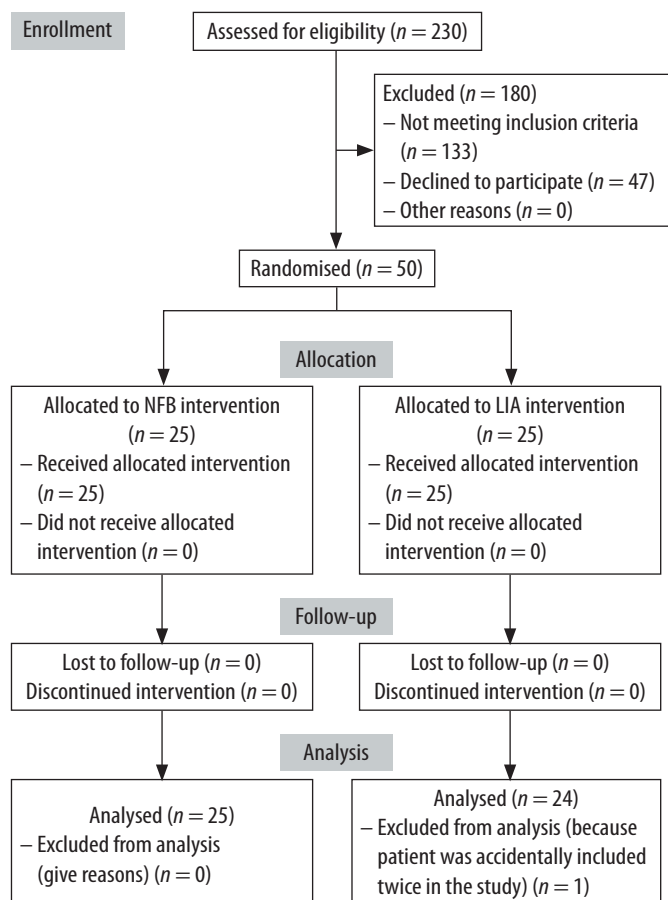 Enrollment
Assessed for eligibility (n = 230)
Excluded (n = 180)
– Not meeting inclusion criteria
(n = 133)
– Declined to participate (n = 47)
– Other reasons (n = 0)
Randomised (n = 50)
Allocation
Allocated to NFB intervention
(n = 25)
– Received allocated intervention
(n = 25)
– Did not receive allocated
intervention (n = 0)
Allocated to LIA intervention
(n = 25)
– Received allocated intervention
(n = 25)
– Did not receive allocated
intervention (n = 0)
Follow-up
Lost to follow-up (n = 0)
Discontinued intervention (n = 0)
Lost to follow-up (n = 0)
Discontinued intervention (n = 0)
Analysis
Analysed (n = 25)
– Excluded from analysis
(give reasons) (n = 0)
Analysed (n = 24)
– Excluded from analysis (because
patient was accidentally included
twice in the study) (n = 1)